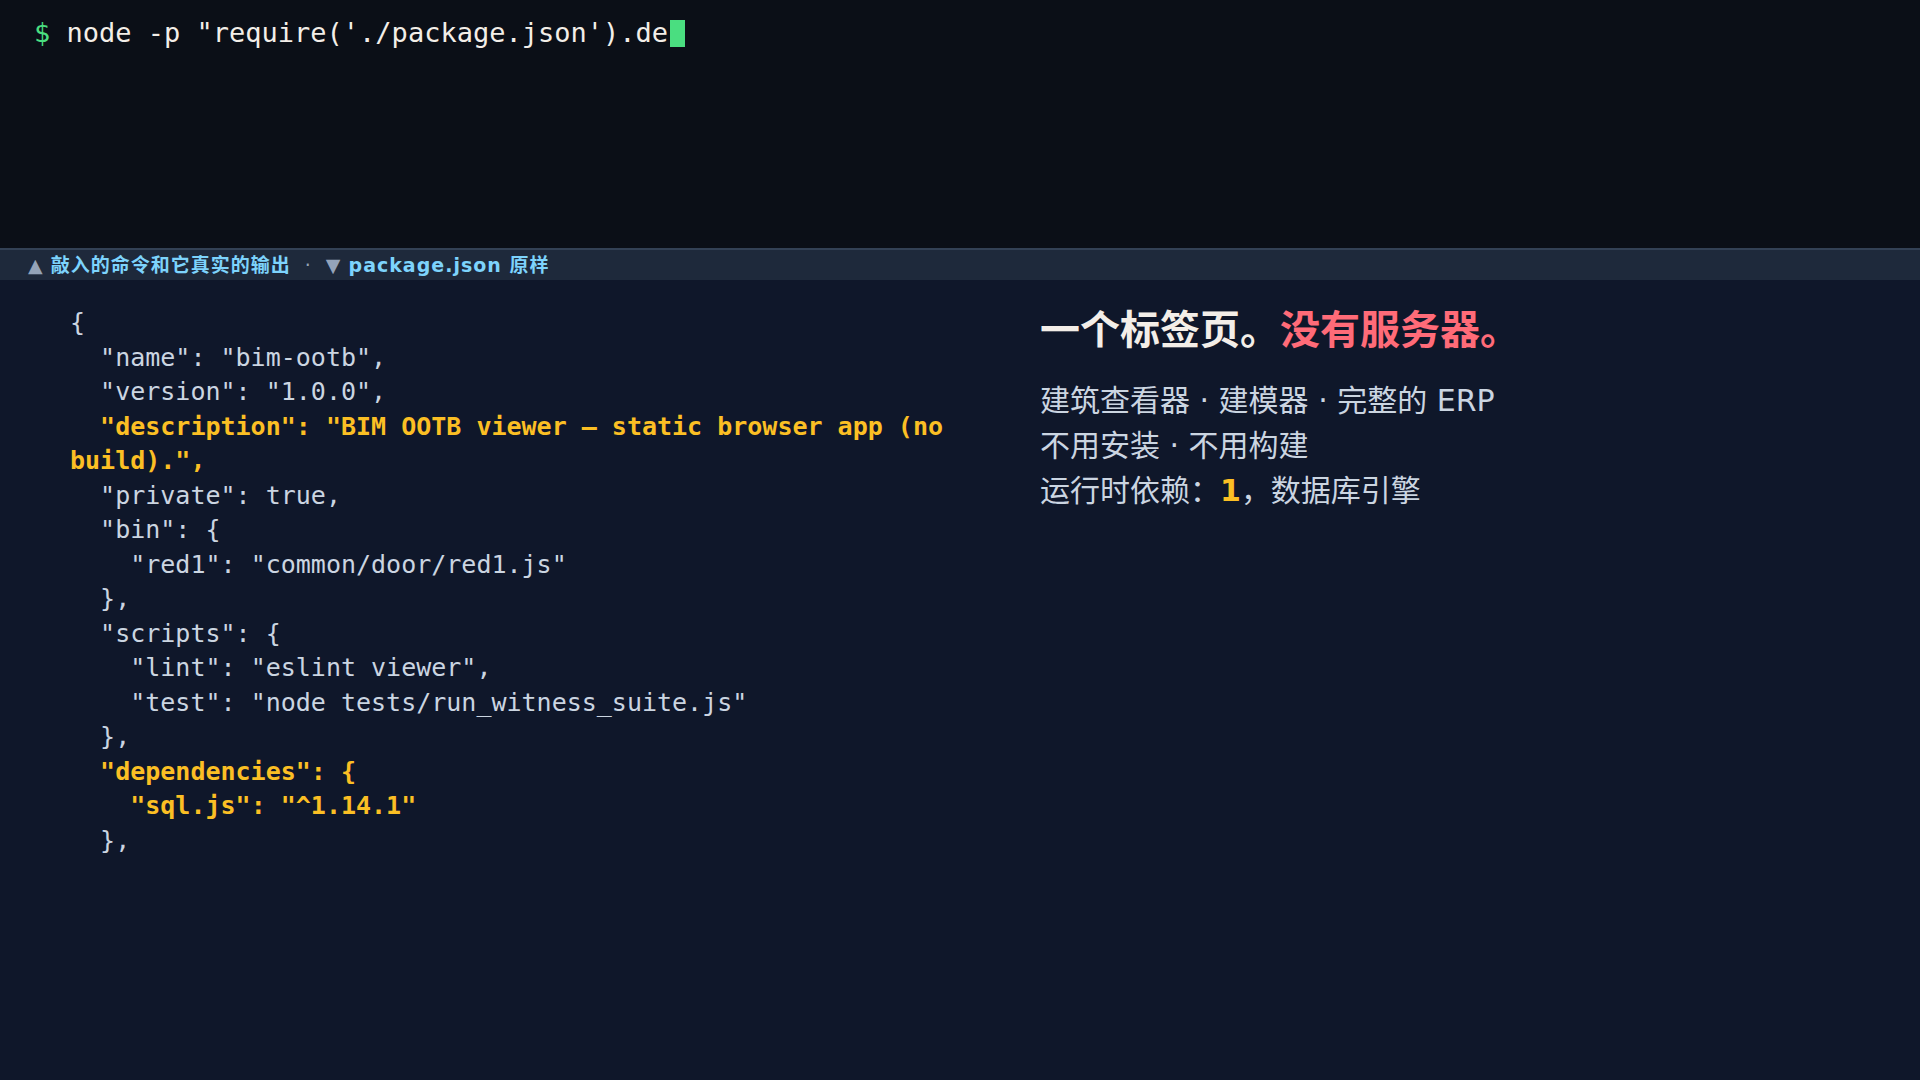 $ node -p "require('./package.json').de
▲ 敲入的命令和它真实的输出 · ▼ package.json 原样
{
  "name": "bim-ootb",
  "version": "1.0.0",
  "description": "BIM OOTB viewer — static browser app (no
build).",
  "private": true,
  "bin": {
    "red1": "common/door/red1.js"
  },
  "scripts": {
    "lint": "eslint viewer",
    "test": "node tests/run_witness_suite.js"
  },
  "dependencies": {
    "sql.js": "^1.14.1"
  },
一个标签页。没有服务器。
建筑查看器 · 建模器 · 完整的 ERP
不用安装 · 不用构建
运行时依赖：1，数据库引擎